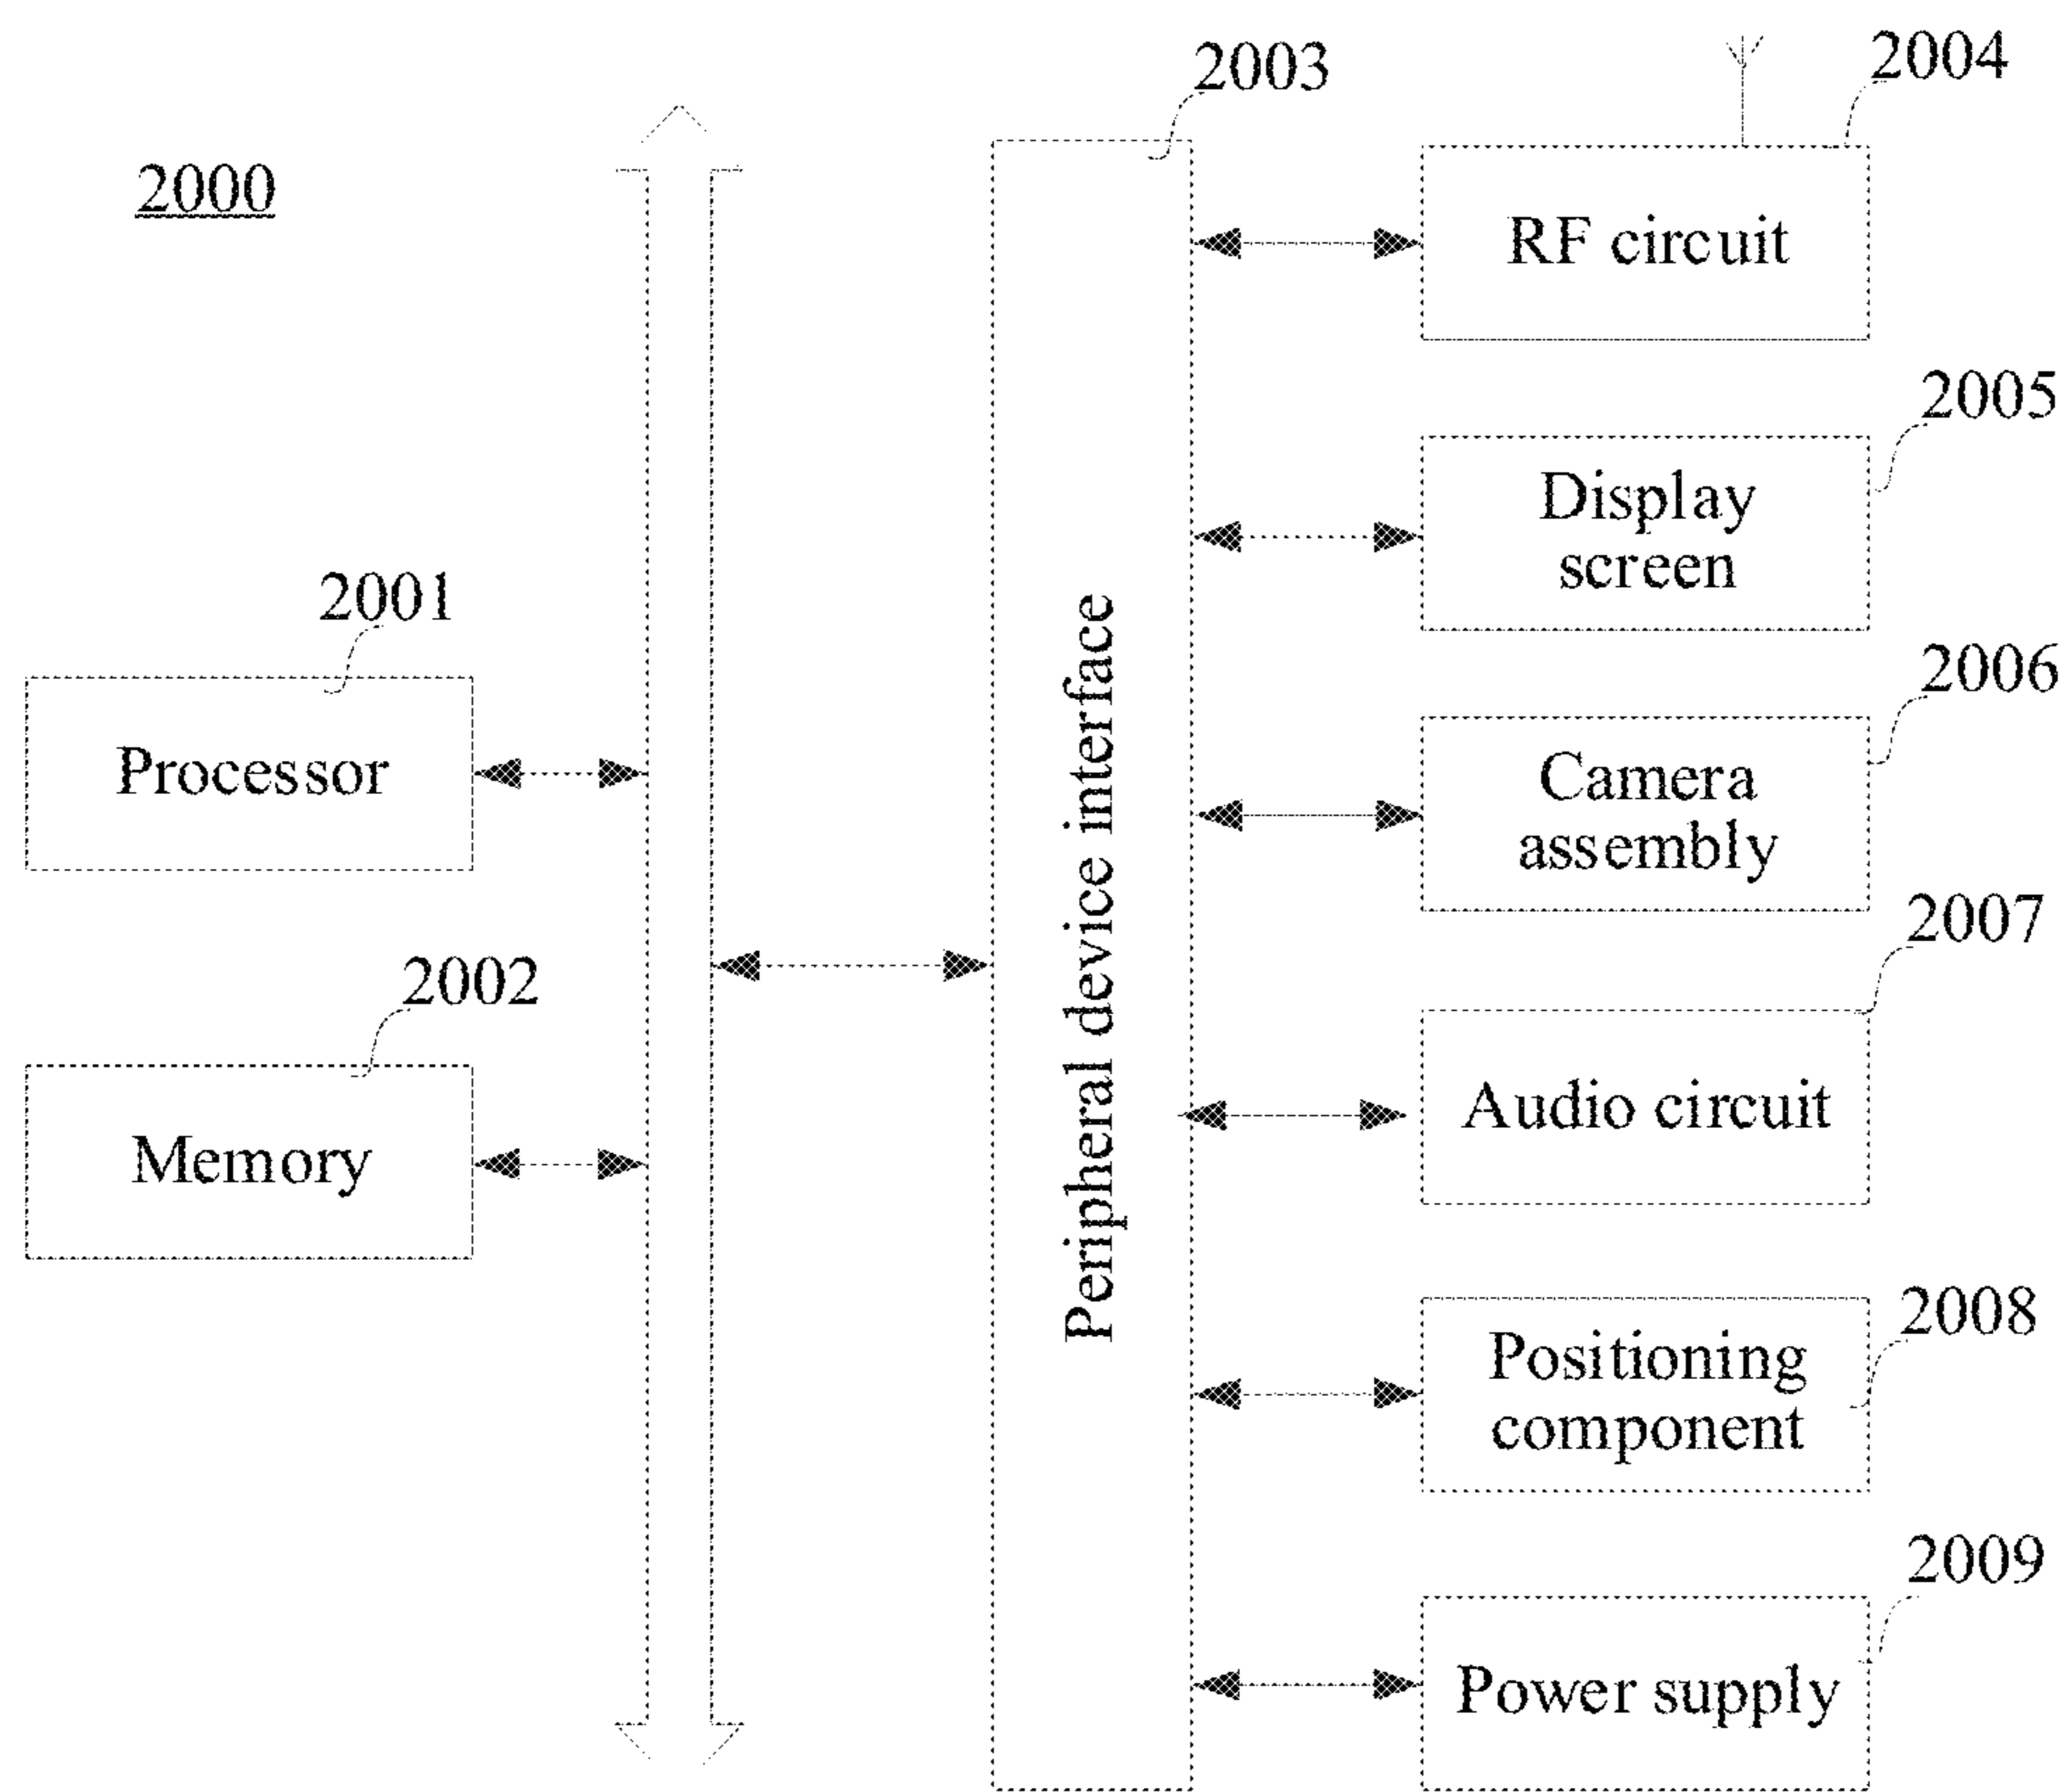 2000
2001
Processor
2002
Memory
2003
Peripheral device interface
2004
RF circuit
2005
Display
screen
2006
Camera
assembly
2007
Audio circuit
2008
Positioning
component
2009
Power supply